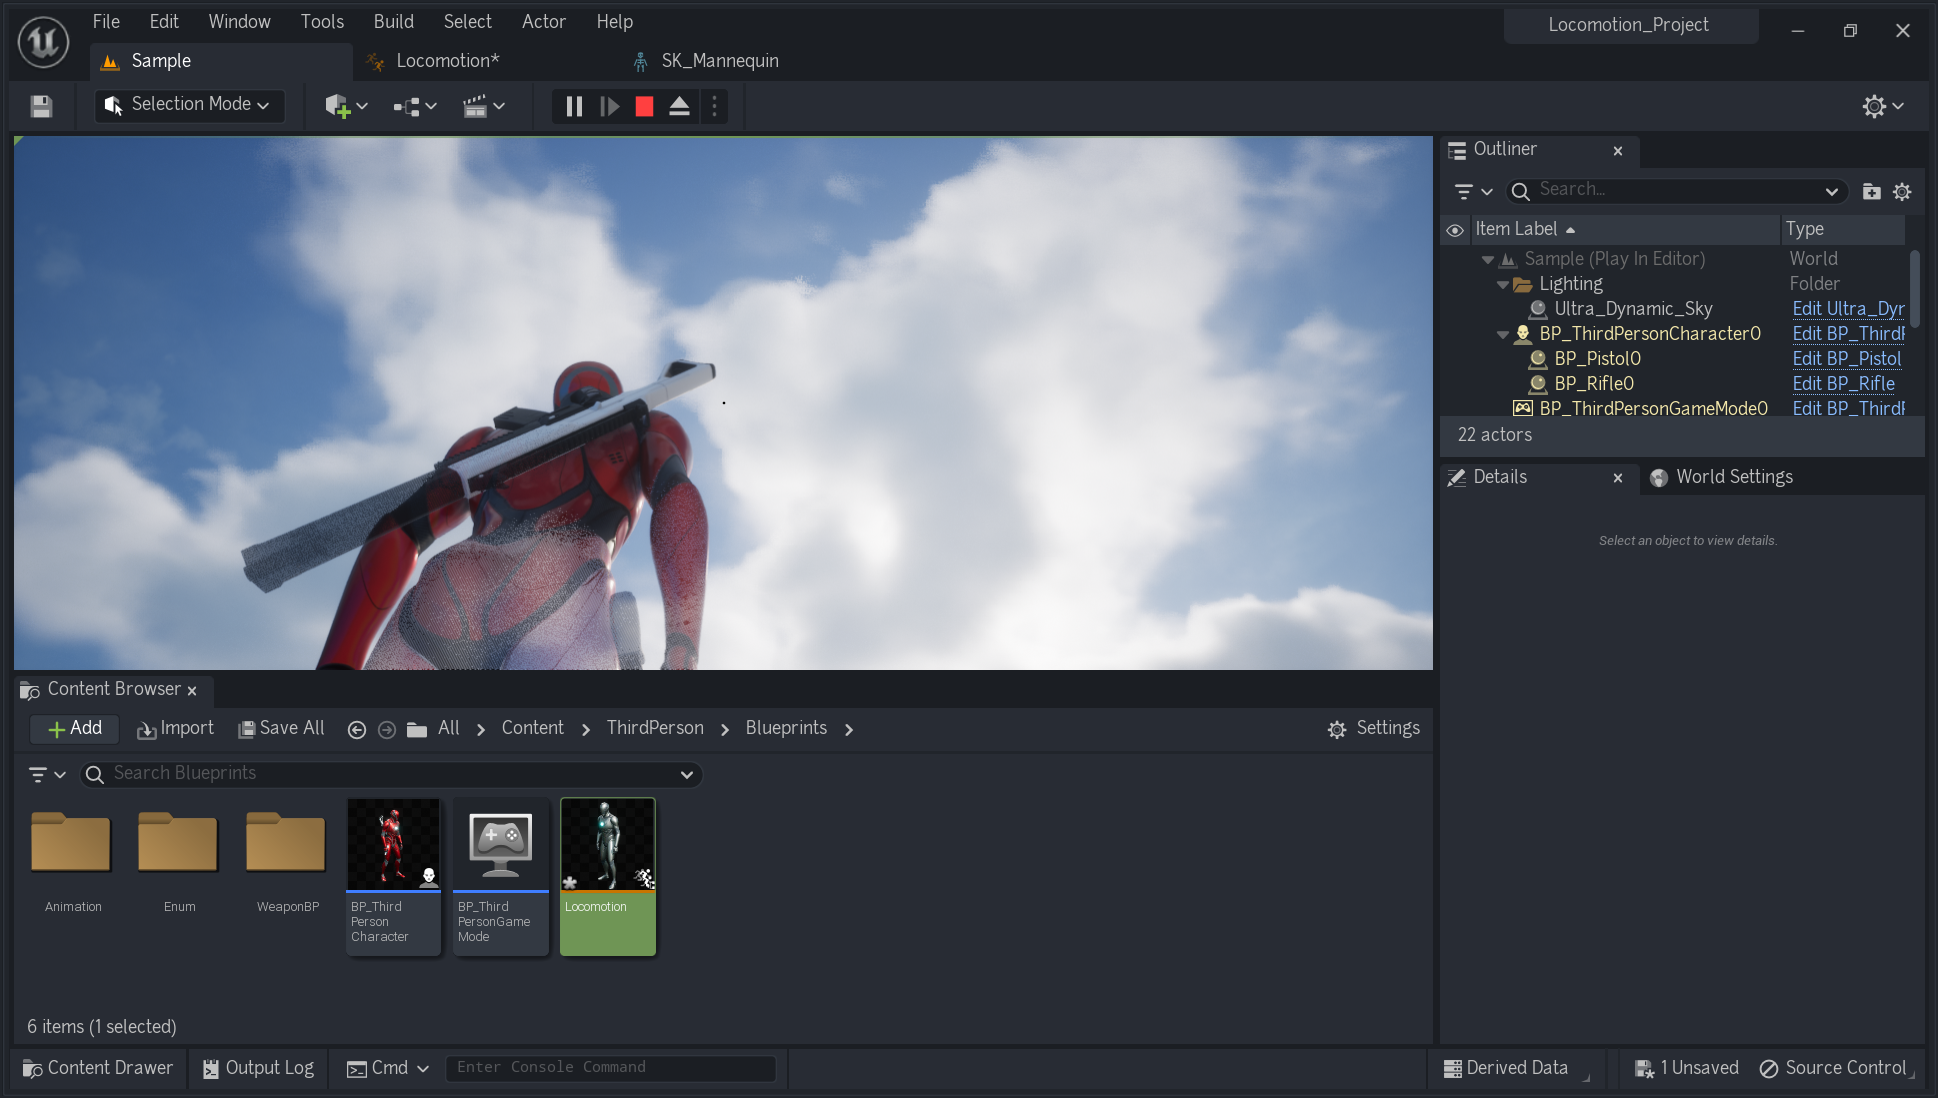 File Edit Window Tools Build Select Actor Help
Locomotion_Project
Sample Locomotion* SK_Mannequin
Selection Mode
Outliner
Search...
Item Label Type
Sample (Play In Editor) World
Lighting Folder
Ultra_Dynamic_Sky Edit Ultra_Dyr
BP_ThirdPersonCharacter0 Edit BP_Third
BP_Pistol0 Edit BP_Pistol
BP_Rifle0 Edit BP_Rifle
BP_ThirdPersonGameMode0 Edit BP_Third
22 actors
Details World Settings
Select an object to view details.
Content Browser
Add Import Save All All Content ThirdPerson Blueprints Settings
Search Blueprints
Animation Enum WeaponBP
BP_Third
Person
Character
BP_Third
PersonGame
Mode
Locomotion
6 items (1 selected)
Content Drawer Output Log Cmd Enter Console Command Derived Data 1 Unsaved Source Control